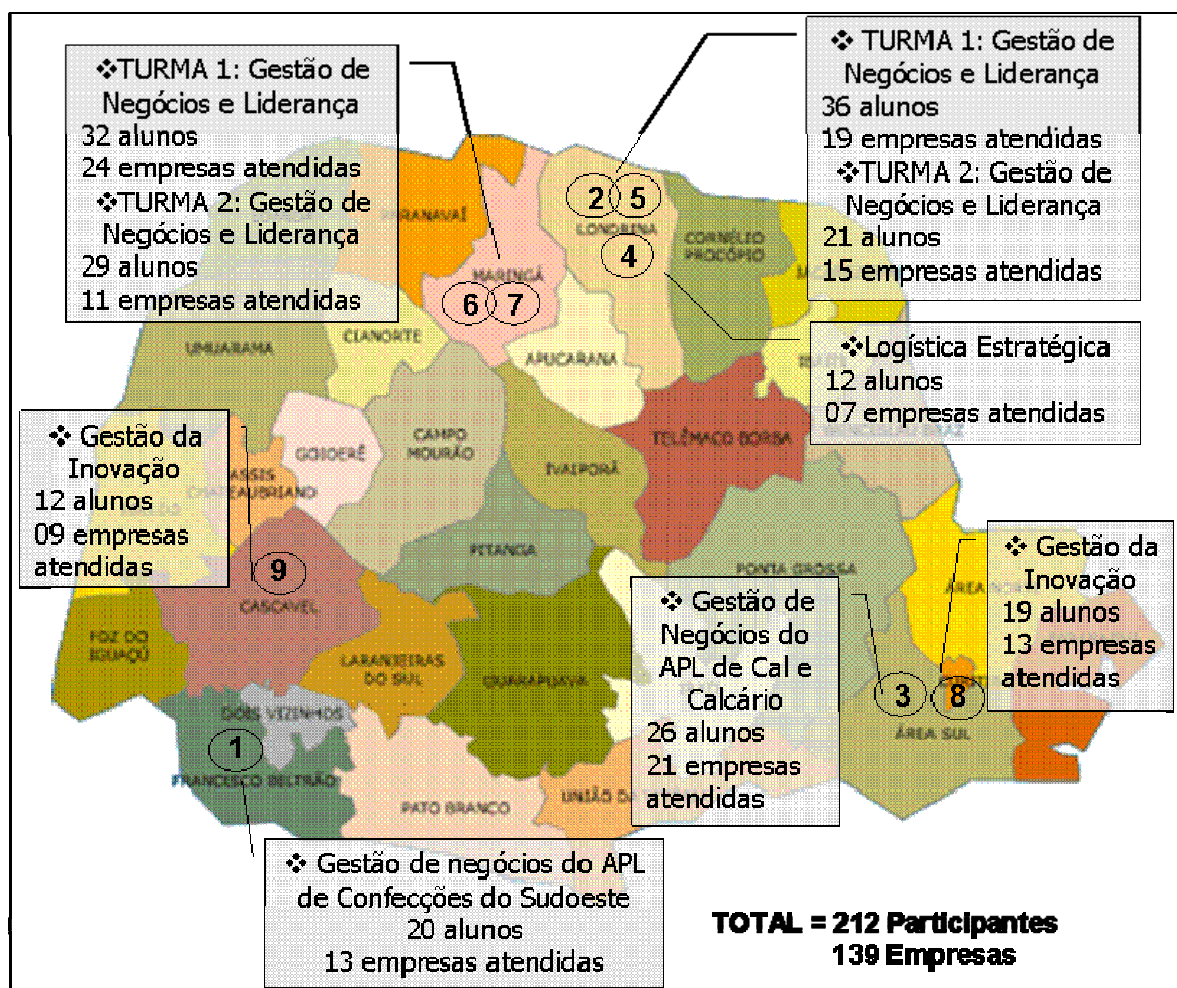 ❖TURMA 1: Gestão de
Negócios e Liderança
32 alunos
24 empresas atendidas
❖TURMA 2: Gestão de
Negócios e Liderança
29 alunos
11 empresas atendidas
❖ TURMA 1: Gestão de
Negócios e Liderança
36 alunos
19 empresas atendidas
❖TURMA 2: Gestão de
Negócios e Liderança
21 alunos
15 empresas atendidas
❖Logística Estratégica
12 alunos
07 empresas atendidas
❖ Gestão da
Inovação
12 alunos
09 empresas
atendidas
❖ Gestão da
Inovação
19 alunos
13 empresas
atendidas
❖ Gestão de
Negócios do
APL de Cal e
Calcário
26 alunos
21 empresas
atendidas
❖ Gestão de negócios do APL
de Confecções do Sudoeste
20 alunos
13 empresas atendidas
PARANAVAÍ
MARINGÁ
6 7
2 5
LONDRINA
4
CORNÉLIO
PROCÓPIO
UMUARAMA
CIANORTE
APUCARANA
GOIOERÊ
CAMPO
MOURÃO
IVAIPORÃ
TELÊMACO BORBA
ASSIS
CHATEAUBRIAND
9
CASCAVEL
PITANGA
PONTA GROSSA
FOZ DO
IGUAÇÚ
LARANJEIRAS
DO SUL
GUARAPUAVA
3 8
ÁREA SUL
DOIS VIZINHOS
1
FRANCISCO BELTRÃO
PATO BRANCO
UNIÃO DA
TOTAL = 212 Participantes
139 Empresas